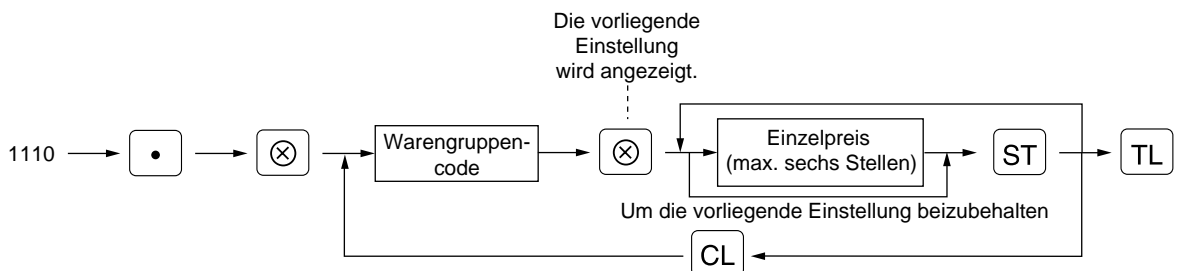 Die vorliegende
Einstellung
wird angezeigt.
1110
•
⊗
Warengruppen-
code
⊗
Einzelpreis
(max. sechs Stellen)
ST
TL
Um die vorliegende Einstellung beizubehalten
CL